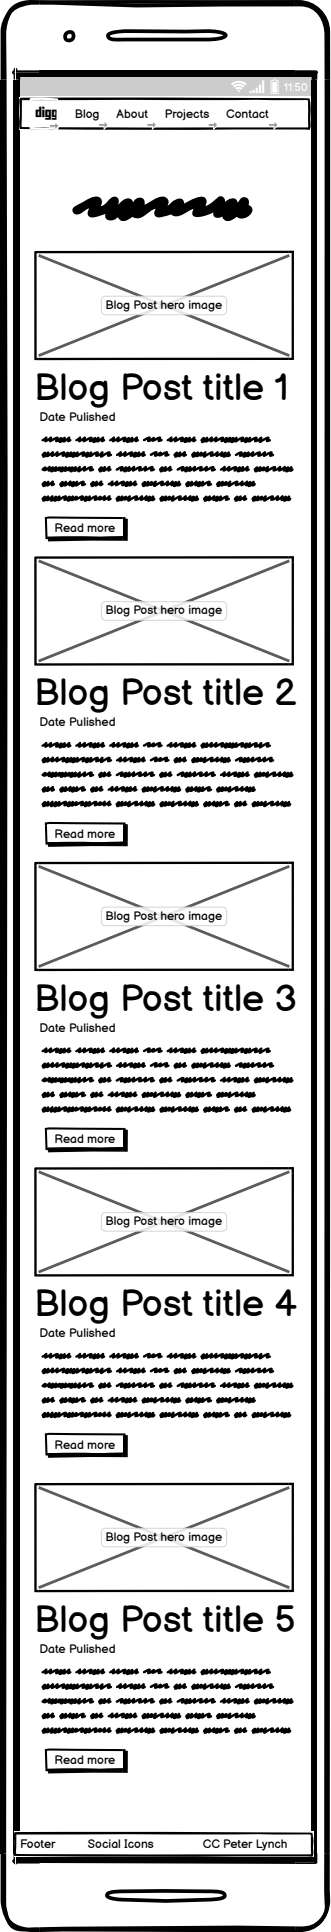 11:50
digg Blog About Projects Contact
Blog Post hero image
Blog Post title 1
Date Pulished
Read more
Blog Post hero image
Blog Post title 2
Date Pulished
Read more
Blog Post hero image
Blog Post title 3
Date Pulished
Read more
Blog Post hero image
Blog Post title 4
Date Pulished
Read more
Blog Post hero image
Blog Post title 5
Date Pulished
Read more
Footer Social Icons CC Peter Lynch